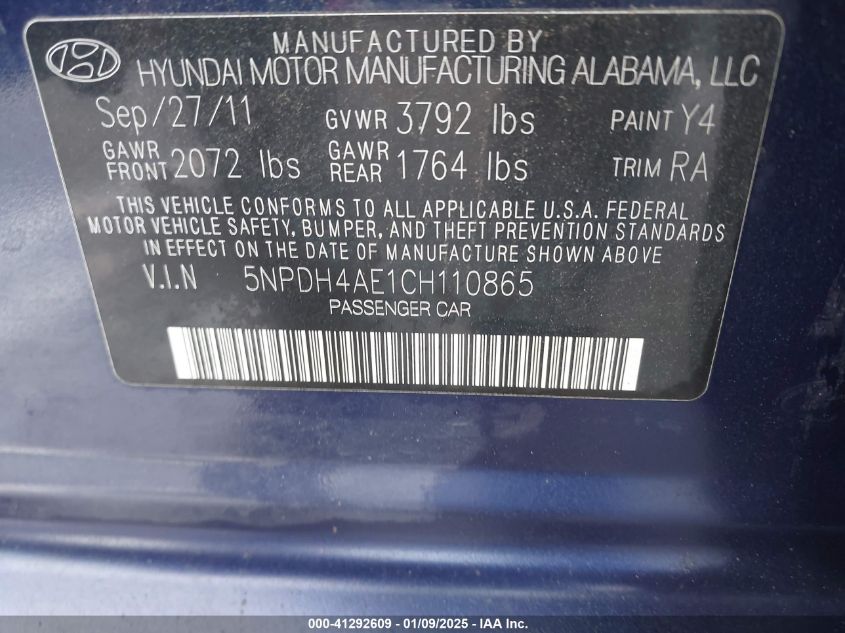 MANUFACTURED BY
HYUNDAI MOTOR MANUFACTURING ALABAMA, LLC
Sep/27/11 GVWR 3792 lbs PAINT Y4
GAWR FRONT 2072 lbs GAWR REAR 1764 lbs TRIM RA
THIS VEHICLE CONFORMS TO ALL APPLICABLE U.S.A. FEDERAL
MOTOR VEHICLE SAFETY, BUMPER, AND THEFT PREVENTION STANDARDS
IN EFFECT ON THE DATE OF MANUFACTURE SHOWN ABOVE.
V.I.N 5NPDH4AE1CH110865
PASSENGER CAR
000-41292609 - 01/09/2025 - IAA Inc.